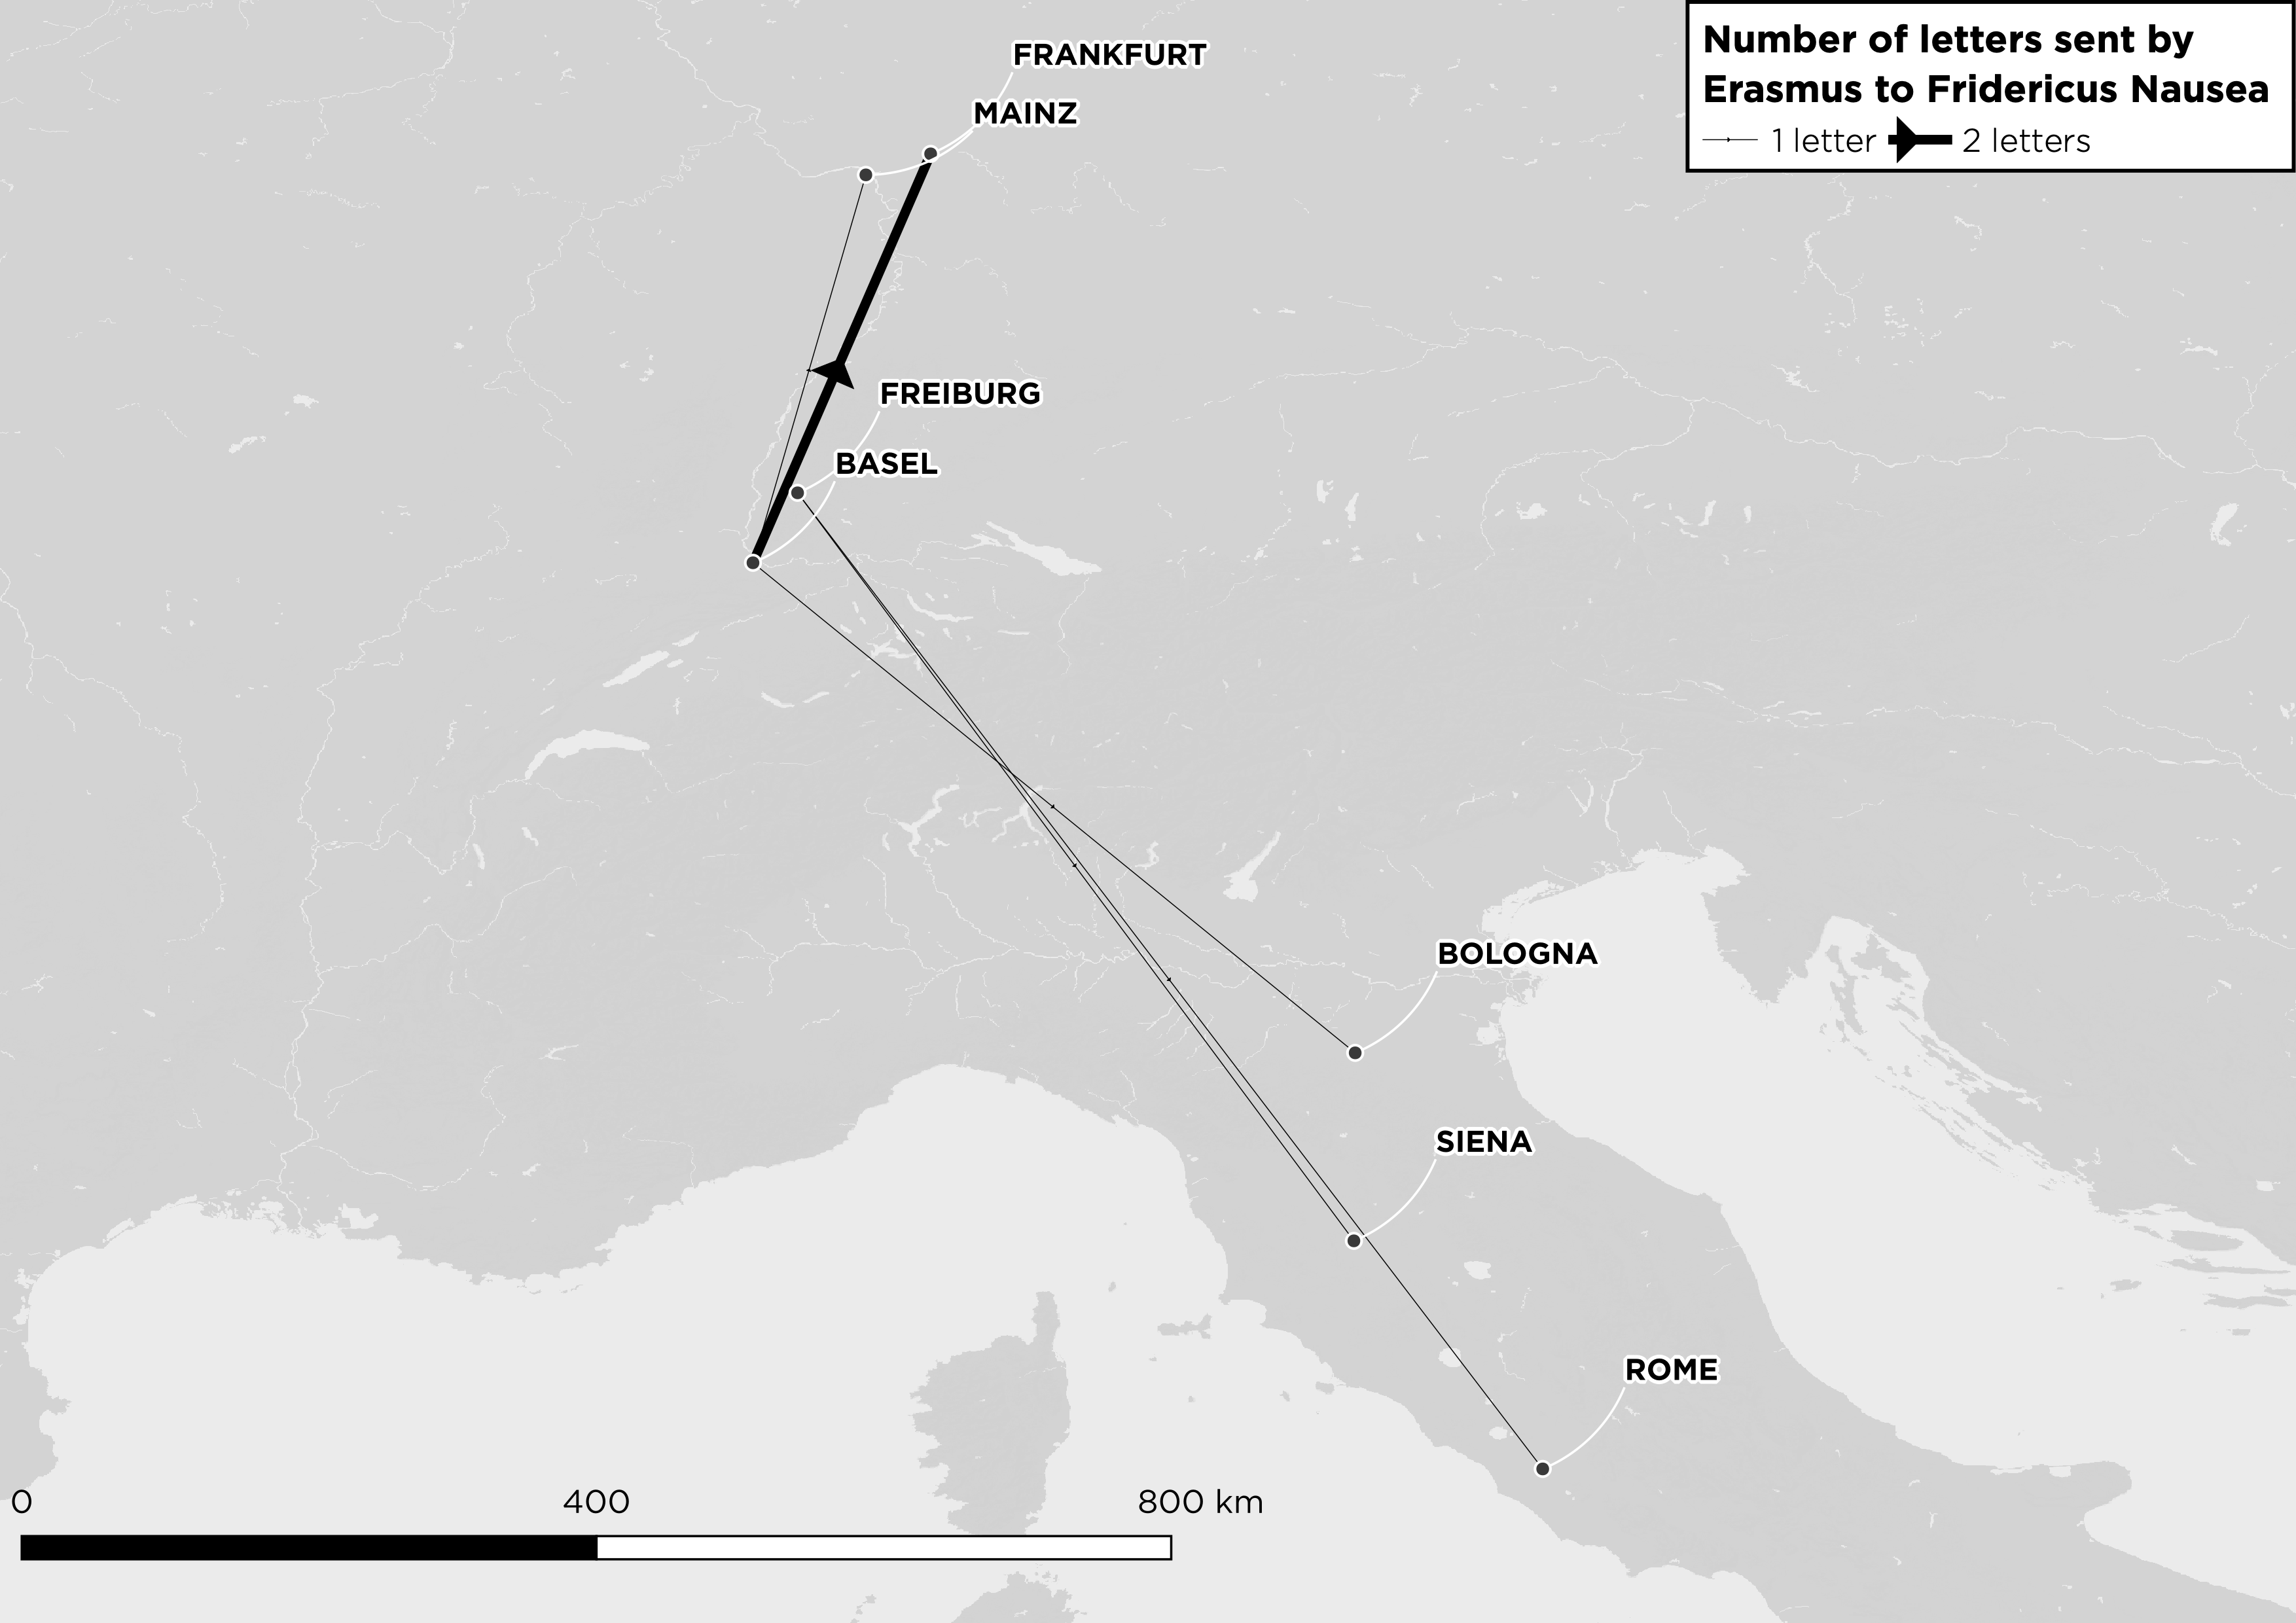 FRANKFURT
MAINZ
Number of letters sent by
Erasmus to Fridericus Nausea
1 letter 2 letters
FREIBURG
BASEL
BOLOGNA
SIENA
ROME
0 400 800 km